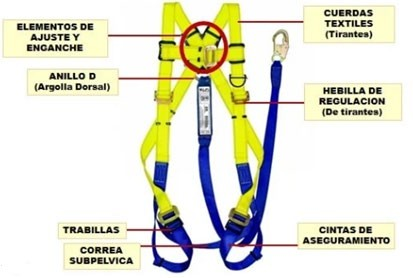 ELEMENTOS DE
AJUSTE Y
ENGANCHE
CUERDAS
TEXTILES
(Tirantes)
ANILLO D
(Argolla Dorsal)
HEBILLA DE
REGULACION
(De tirantes)
TRABILLAS
CORREA
SUBPELVICA
CINTAS DE
ASEGURAMIENTO